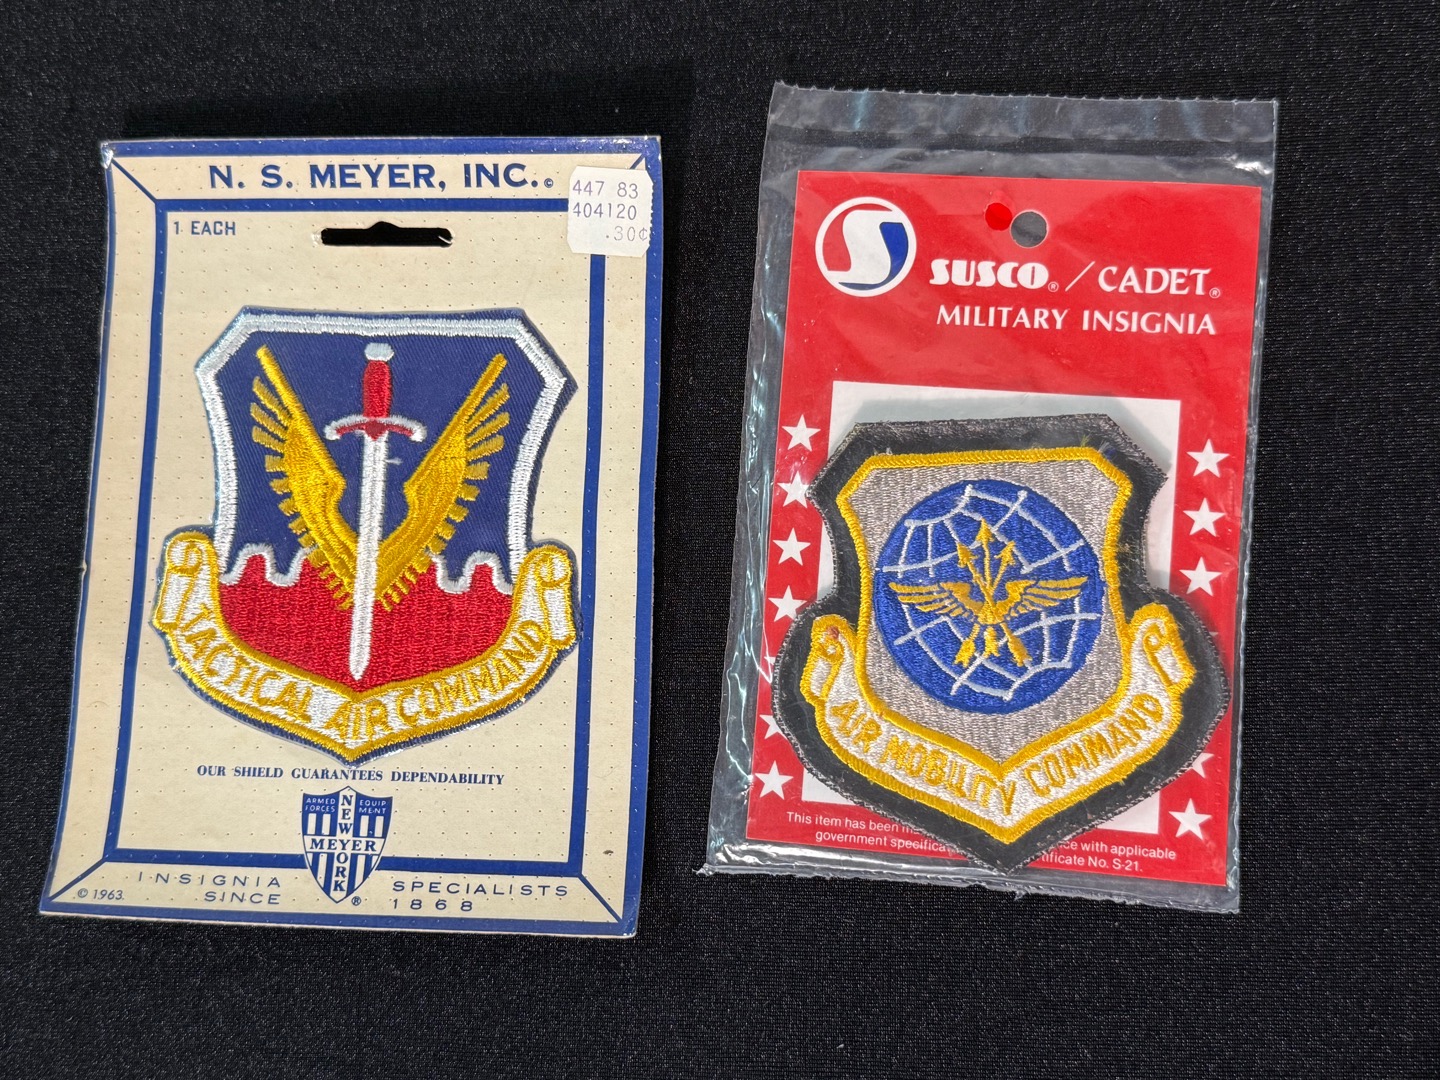 N. S. MEYER, INC.©
447 83
404120
.30¢
1 EACH
TACTICAL AIR COMMAND
OUR SHIELD GUARANTEES DEPENDABILITY
ARMED FORCES EQUIPMENT
NEW YORK
MEYER
®
INSIGNIA SPECIALISTS
SINCE 1868
© 1963
S
SUSCO® / CADET®
MILITARY INSIGNIA
AIR MOBILITY COMMAND
This item has been ce with applicable
government specifica tificate No. S-21.